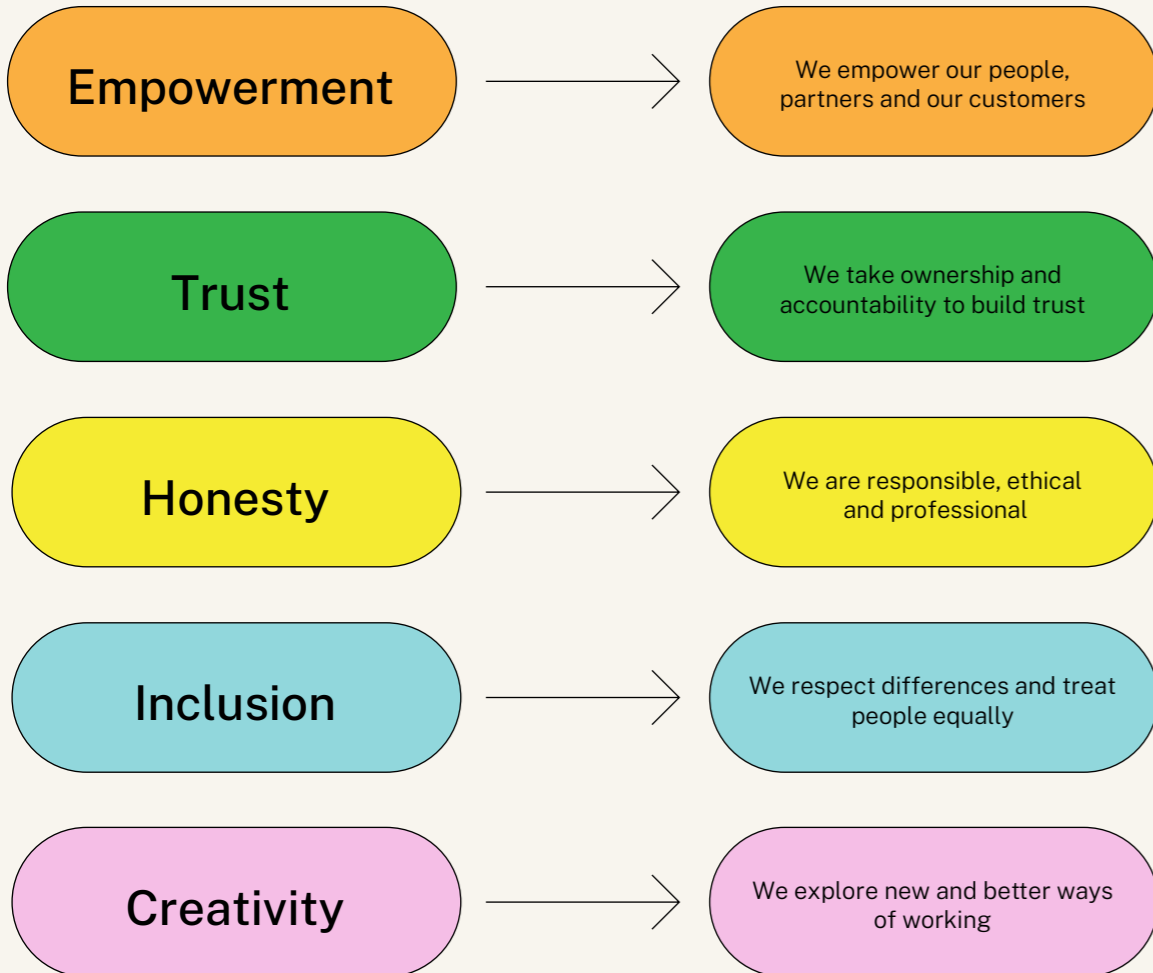 Empowerment
We empower our people,
partners and our customers
Trust
We take ownership and
accountability to build trust
Honesty
We are responsible, ethical
and professional
Inclusion
We respect differences and treat
people equally
Creativity
We explore new and better ways
of working